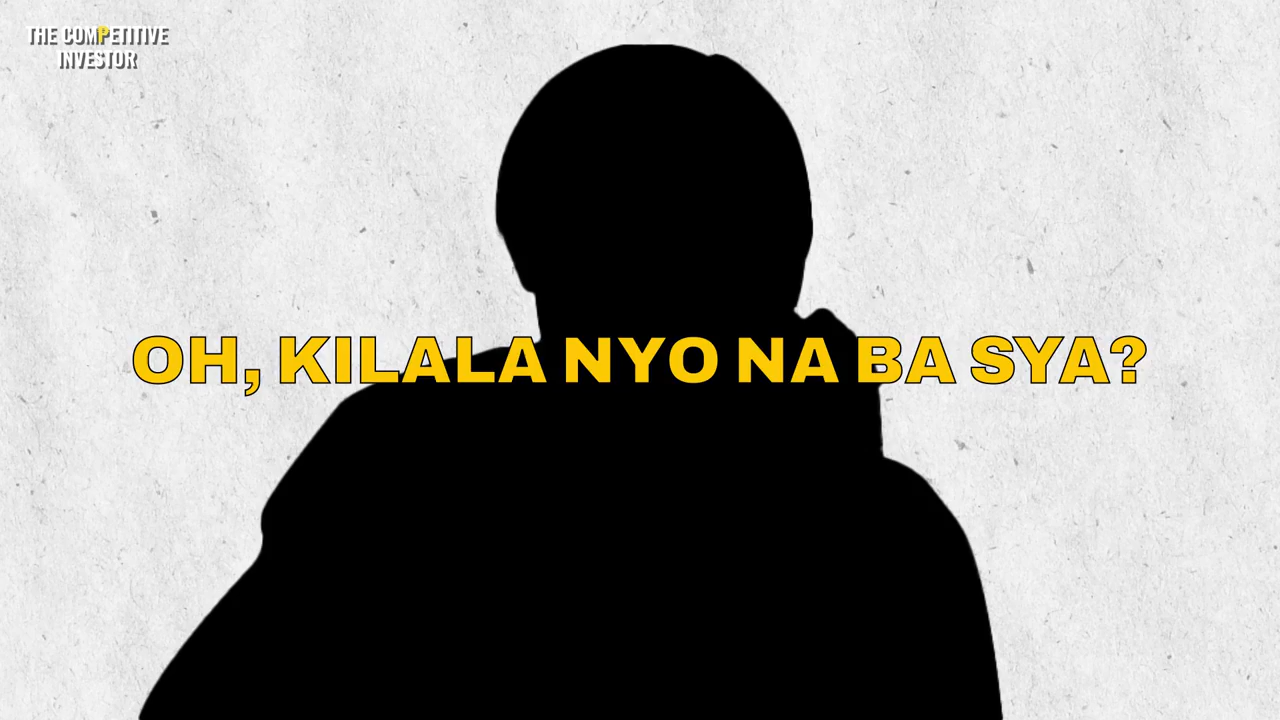 THE COMPETITIVE
INVESTOR
OH, KILALA NYO NA BA SYA?